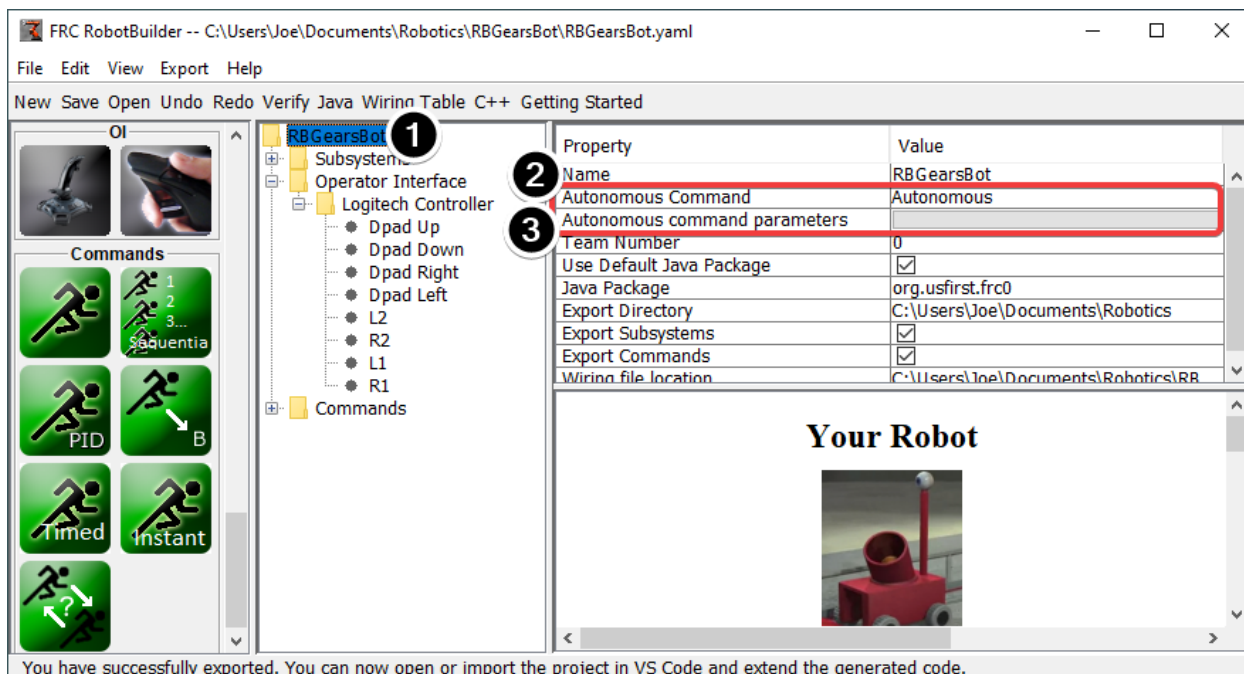 FRC RobotBuilder -- C:\Users\Joe\Documents\Robotics\RBGearsBot\RBGearsBot.yaml
File Edit View Export Help
New Save Open Undo Redo Verify Java Wiring Table C++ Getting Started
OI
Commands
1
2
3...
Sequentia
PID
B
Timed
Instant
?
RBGearsBot
1
Subsystems
Operator Interface
Logitech Controller
Dpad Up
Dpad Down
Dpad Right
Dpad Left
L2
R2
L1
R1
Commands
Property Value
2
Name RBGearsBot
Autonomous Command Autonomous
3
Autonomous command parameters
Team Number 0
Use Default Java Package
Java Package org.usfirst.frc0
Export Directory C:\Users\Joe\Documents\Robotics
Export Subsystems
Export Commands
Wiring file location C:\Users\Joe\Documents\Robotics\RB
Your Robot
You have successfully exported. You can now open or import the project in VS Code and extend the generated code.